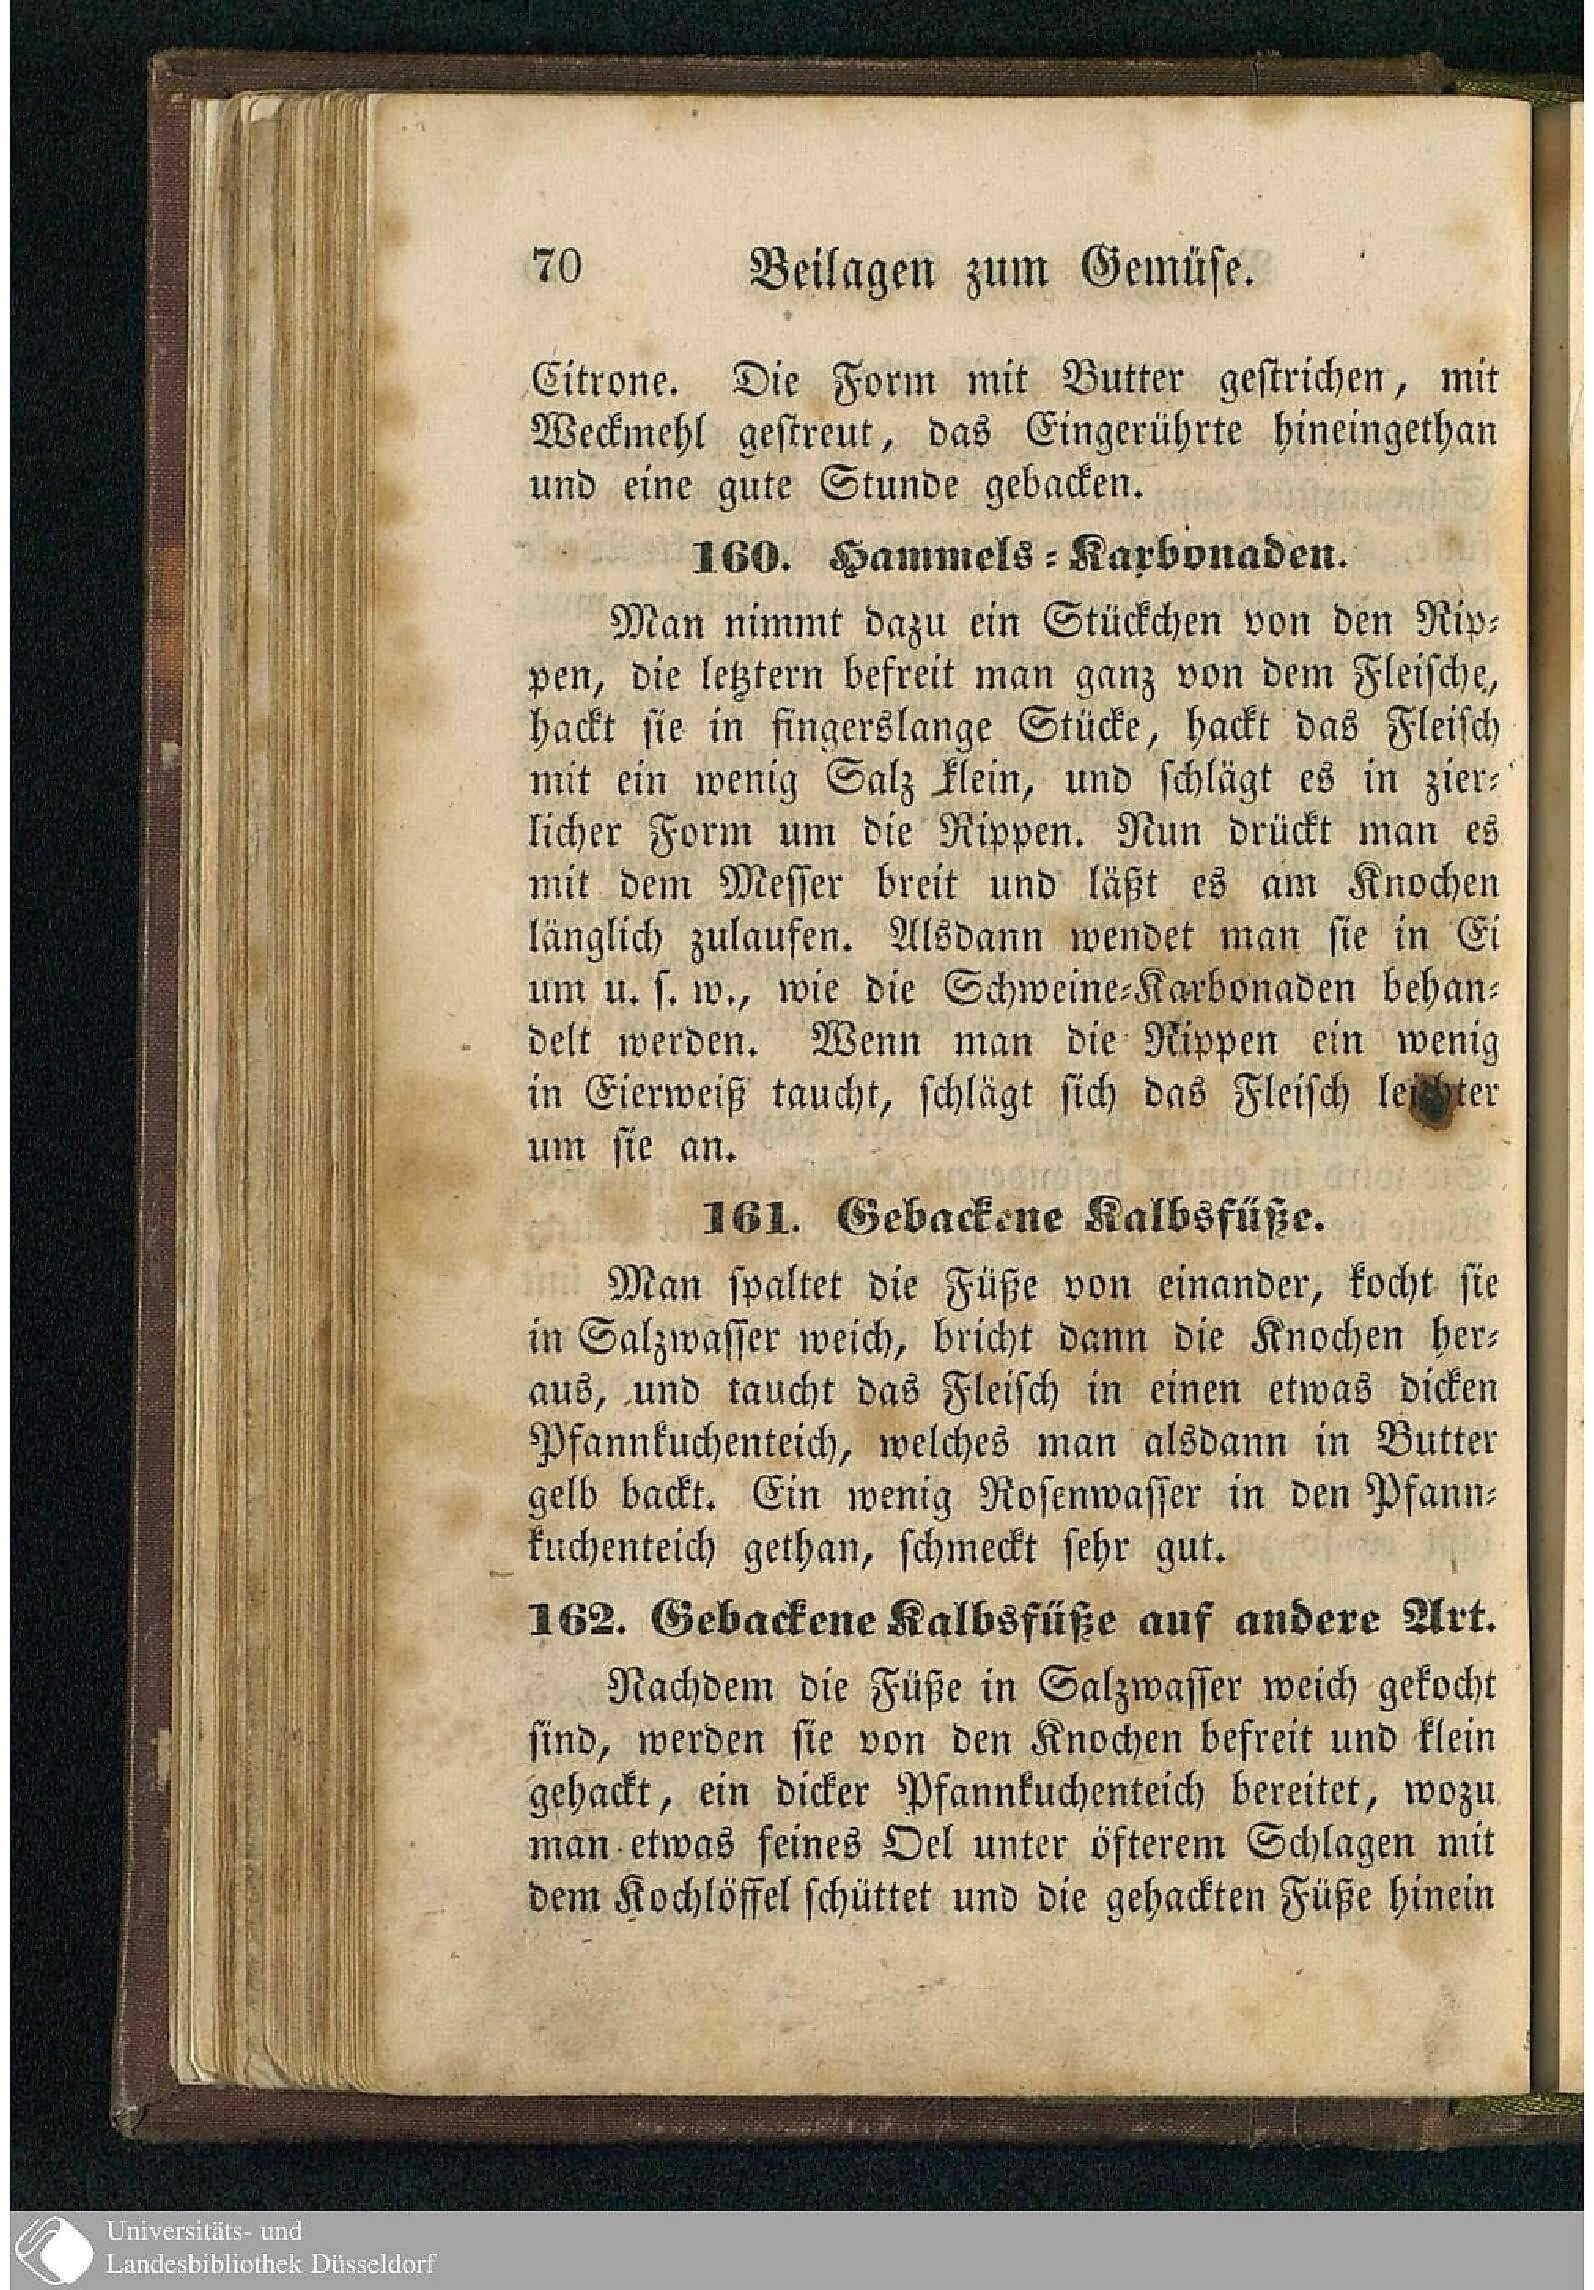 70 Beilagen zum Gemüse.
Citrone. Die Form mit Butter gestrichen, mit
Weckmehl gestreut, das Eingerührte hineingethan
und eine gute Stunde gebacken.
160. Hammels-Karbonaden.
Man nimmt dazu ein Stückchen von den Rip-
pen, die letztern befreit man ganz von dem Fleische,
hackt sie in fingerslange Stücke, hackt das Fleisch
mit ein wenig Salz klein, und schlägt es in zier-
licher Form um die Rippen. Nun drückt man es
mit dem Messer breit und läßt es am Knochen
länglich zulaufen. Alsdann wendet man sie in Ei
um u. s. w., wie die Schweine-Karbonaden behan-
delt werden. Wenn man die Rippen ein wenig
in Eierweiß taucht, schlägt sich das Fleisch leichter
um sie an.
161. Gebackene Kalbsfüße.
Man spaltet die Füße von einander, kocht sie
in Salzwasser weich, bricht dann die Knochen her-
aus, und taucht das Fleisch in einen etwas dicken
Pfannkuchenteich, welches man alsdann in Butter
gelb backt. Ein wenig Rosenwasser in den Pfann-
kuchenteich gethan, schmeckt sehr gut.
162. Gebackene Kalbsfüße auf andere Art.
Nachdem die Füße in Salzwasser weich gekocht
sind, werden sie von den Knochen befreit und klein
gehackt, ein dicker Pfannkuchenteich bereitet, wozu
man etwas feines Oel unter öfterem Schlagen mit
dem Kochlöffel schüttet und die gehackten Füße hinein
Universitäts- und
Landesbibliothek Düsseldorf